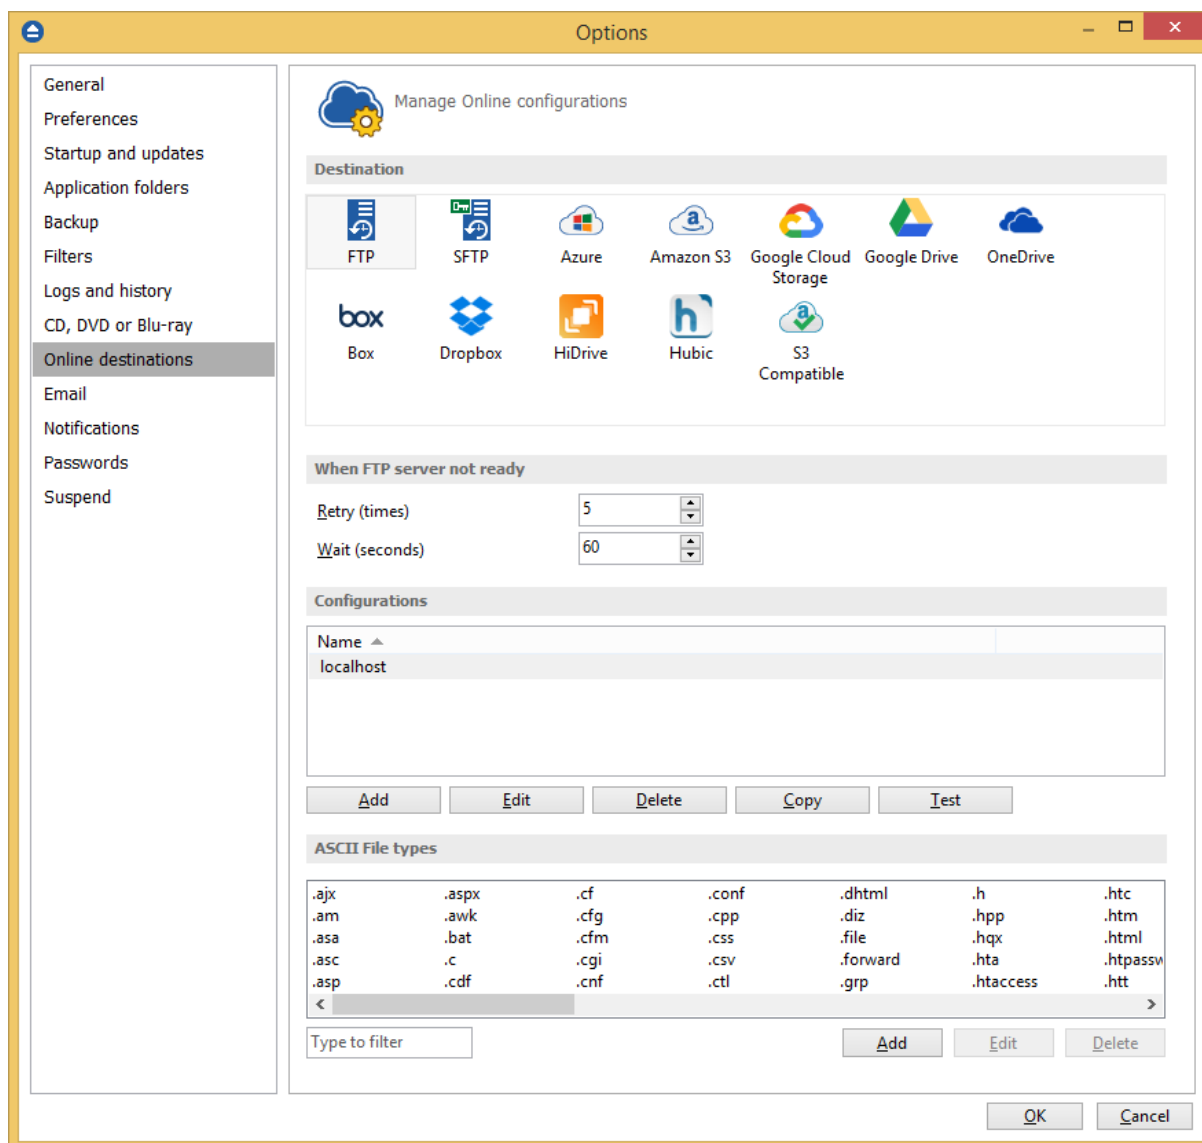 Options
General
Preferences
Startup and updates
Application folders
Backup
Filters
Logs and history
CD, DVD or Blu-ray
Online destinations
Email
Notifications
Passwords
Suspend
Manage Online configurations
Destination
FTP SFTP Azure Amazon S3 Google Cloud Storage Google Drive OneDrive
box
Box Dropbox HiDrive Hubic S3 Compatible
When FTP server not ready
Retry (times) 5
Wait (seconds) 60
Configurations
Name
localhost
Add Edit Delete Copy Test
ASCII File types
.ajx .aspx .cf .conf .dhtml .h .htc
.am .awk .cfg .cpp .diz .hpp .htm
.asa .bat .cfm .css .file .hqx .html
.asc .c .cgi .csv .forward .hta .htpassw
.asp .cdf .cnf .ctl .grp .htaccess .htt
Type to filter Add Edit Delete
OK Cancel